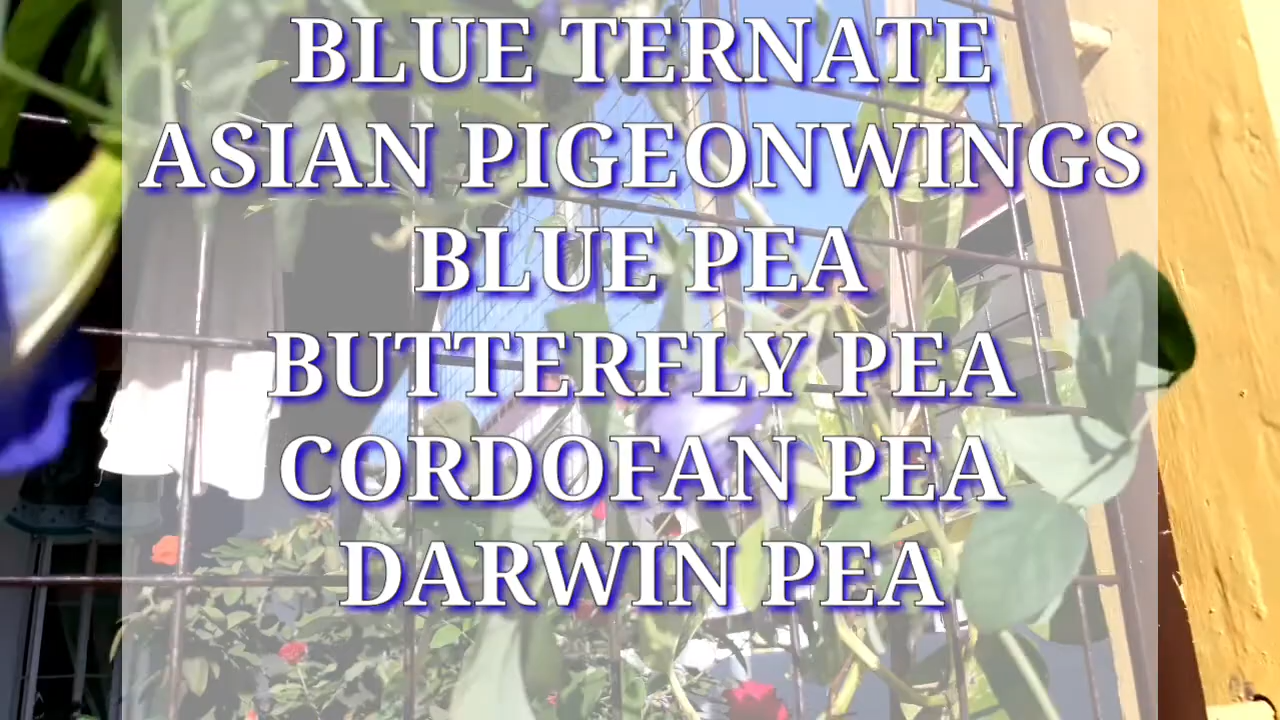 BLUE TERNATE
ASIAN PIGEONWINGS
BLUE PEA
BUTTERFLY PEA
CORDOFAN PEA
DARWIN PEA